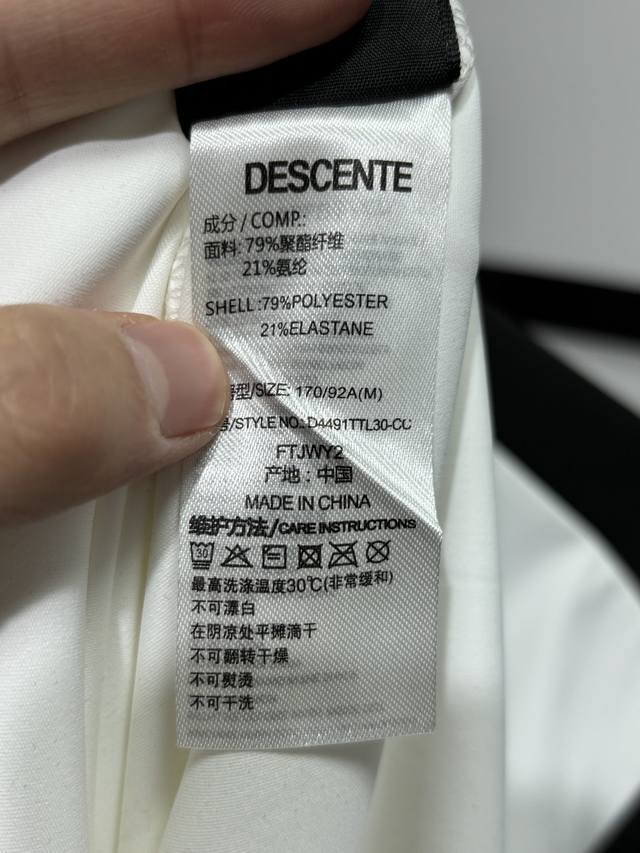 DESCENTE
成分 / COMP.:
面料: 79%聚酯纤维
21%氨纶
SHELL:79%POLYESTER
21%ELASTANE
型/SIZE: 170/92A(M)
/STYLE NO.:D4491TTL30-CC
FTJWY2
产地 : 中国
MADE IN CHINA
维护方法/CARE INSTRUCTIONS
30
最高洗涤温度30℃(非常缓和)
不可漂白
在阴凉处平摊滴干
不可翻转干燥
不可熨烫
不可干洗